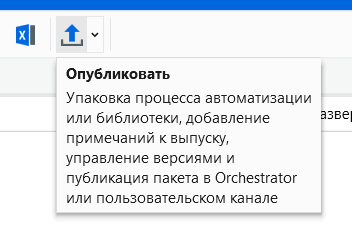 Опубликовать
Упаковка процесса автоматизации
или библиотеки, добавление
примечаний к выпуску,
управление версиями и
публикация пакета в Orchestrator
или пользовательском канале